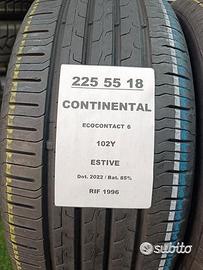 225 55 18
CONTINENTAL
ECOCONTACT 6
102Y
ESTIVE
Dot. 2022 / Bat. 85%
RIF 1996
subito